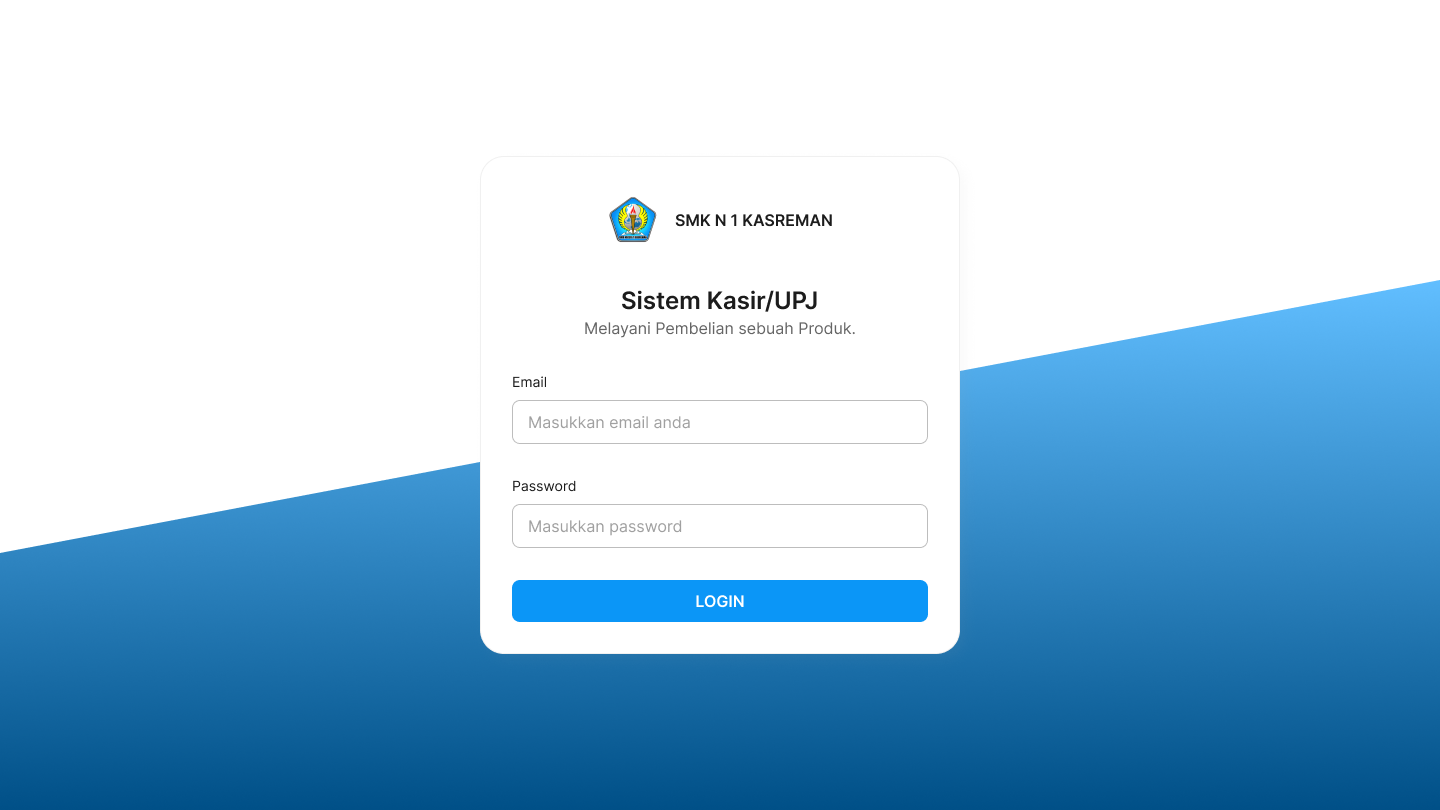 SMK N 1 KASREMAN
Sistem Kasir/UPJ
Melayani Pembelian sebuah Produk.
Email
Masukkan email anda
Password
Masukkan password
LOGIN